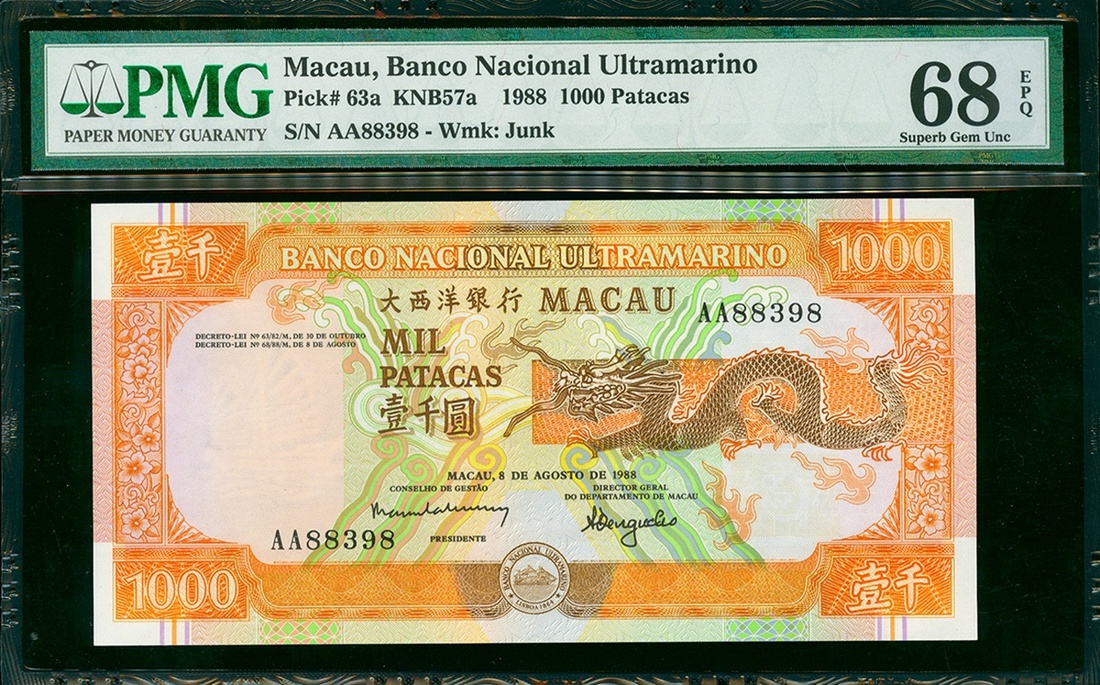 PMG
PAPER MONEY GUARANTY
Macau, Banco Nacional Ultramarino
Pick# 63a KNB57a 1988 1000 Patacas
S/N AA88398 - Wmk: Junk
68
EPQ
Superb Gem Unc
壹千
BANCO NACIONAL ULTRAMARINO
1000
大西洋銀行 MACAU
AA88398
DECRETO-LEI Nº 63/82/M, DE 30 DE OUTUBRO
DECRETO-LEI Nº 68/88/M, DE 8 DE AGOSTO
MIL
PATACAS
壹千圓
MACAU, 8 DE AGOSTO DE 1988
CONSELHO DE GESTÃO
DIRECTOR GERAL
DO DEPARTAMENTO DE MACAU
AA88398
PRESIDENTE
1000
BANCO NACIONAL ULTRAMARINO
LISBOA 1864
壹千